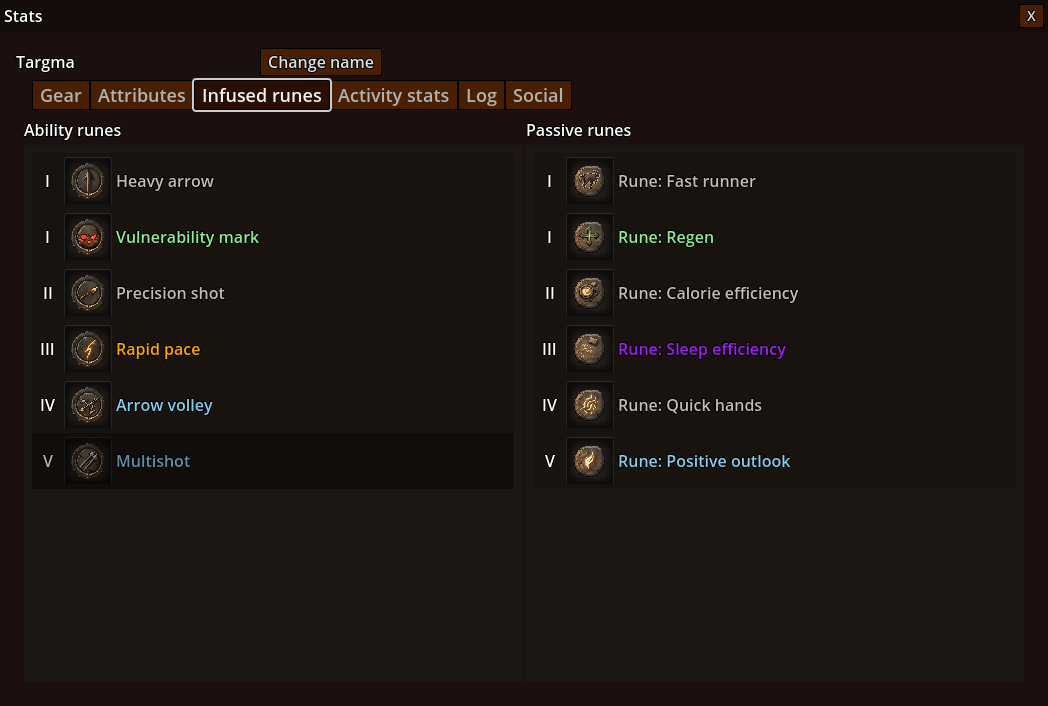 Stats
X
Targma
Change name
Gear
Attributes
Infused runes
Activity stats
Log
Social
Ability runes
I Heavy arrow
I Vulnerability mark
II Precision shot
III Rapid pace
IV Arrow volley
V Multishot
Passive runes
I Rune: Fast runner
I Rune: Regen
II Rune: Calorie efficiency
III Rune: Sleep efficiency
IV Rune: Quick hands
V Rune: Positive outlook